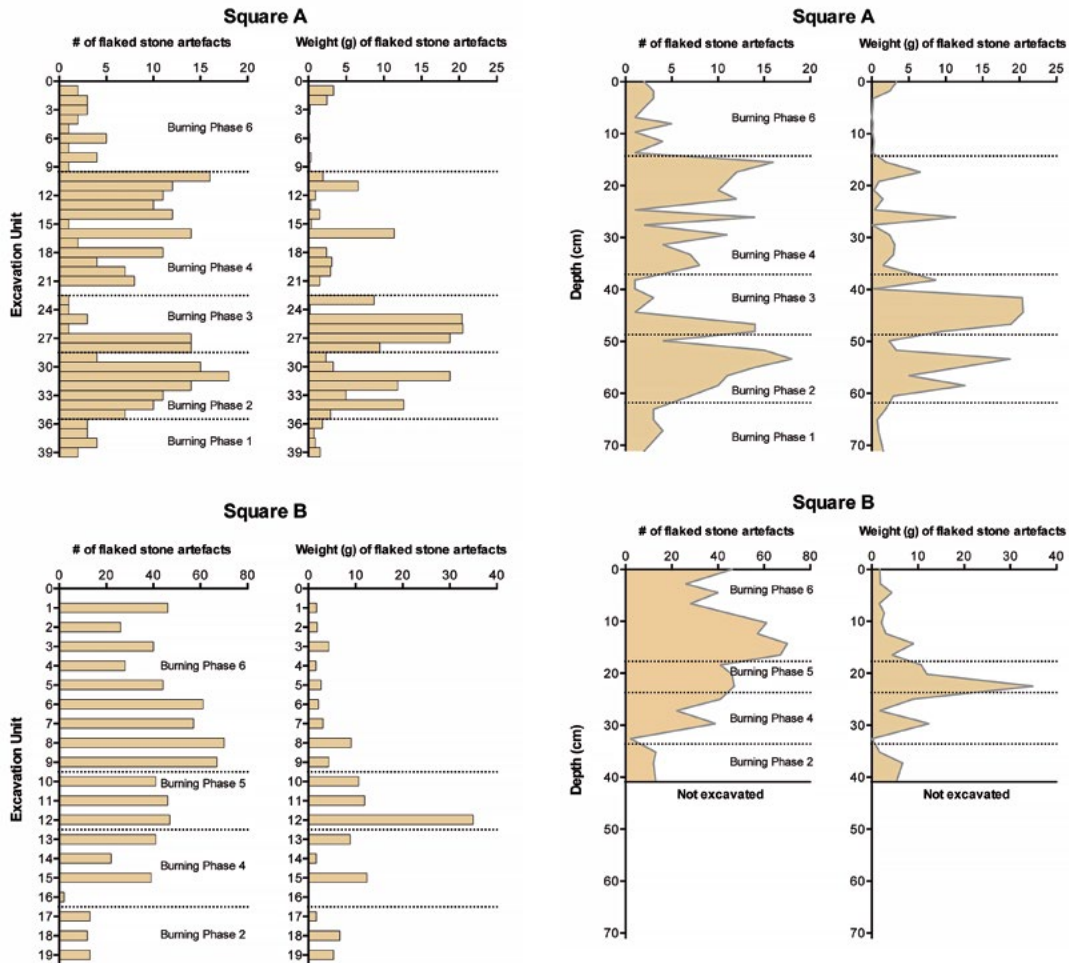 Square A
# of flaked stone artefacts
Weight (g) of flaked stone artefacts
0 5 10 15 20
0 5 10 15 20 25
Excavation Unit
0
3
6
9
12
15
18
21
24
27
30
33
36
39
Burning Phase 6
Burning Phase 4
Burning Phase 3
Burning Phase 2
Burning Phase 1
Square A
# of flaked stone artefacts
Weight (g) of flaked stone artefacts
0 5 10 15 20
0 5 10 15 20 25
Depth (cm)
0
10
20
30
40
50
60
70
Burning Phase 6
Burning Phase 4
Burning Phase 3
Burning Phase 2
Burning Phase 1
Square B
# of flaked stone artefacts
Weight (g) of flaked stone artefacts
0 20 40 60 80
0 10 20 30 40
Excavation Unit
0
1
2
3
4
5
6
7
8
9
10
11
12
13
14
15
16
17
18
19
Burning Phase 6
Burning Phase 5
Burning Phase 4
Burning Phase 2
Square B
# of flaked stone artefacts
Weight (g) of flaked stone artefacts
0 20 40 60 80
0 10 20 30 40
Depth (cm)
0
10
20
30
40
50
60
70
Burning Phase 6
Burning Phase 5
Burning Phase 4
Burning Phase 2
Not excavated
Not excavated